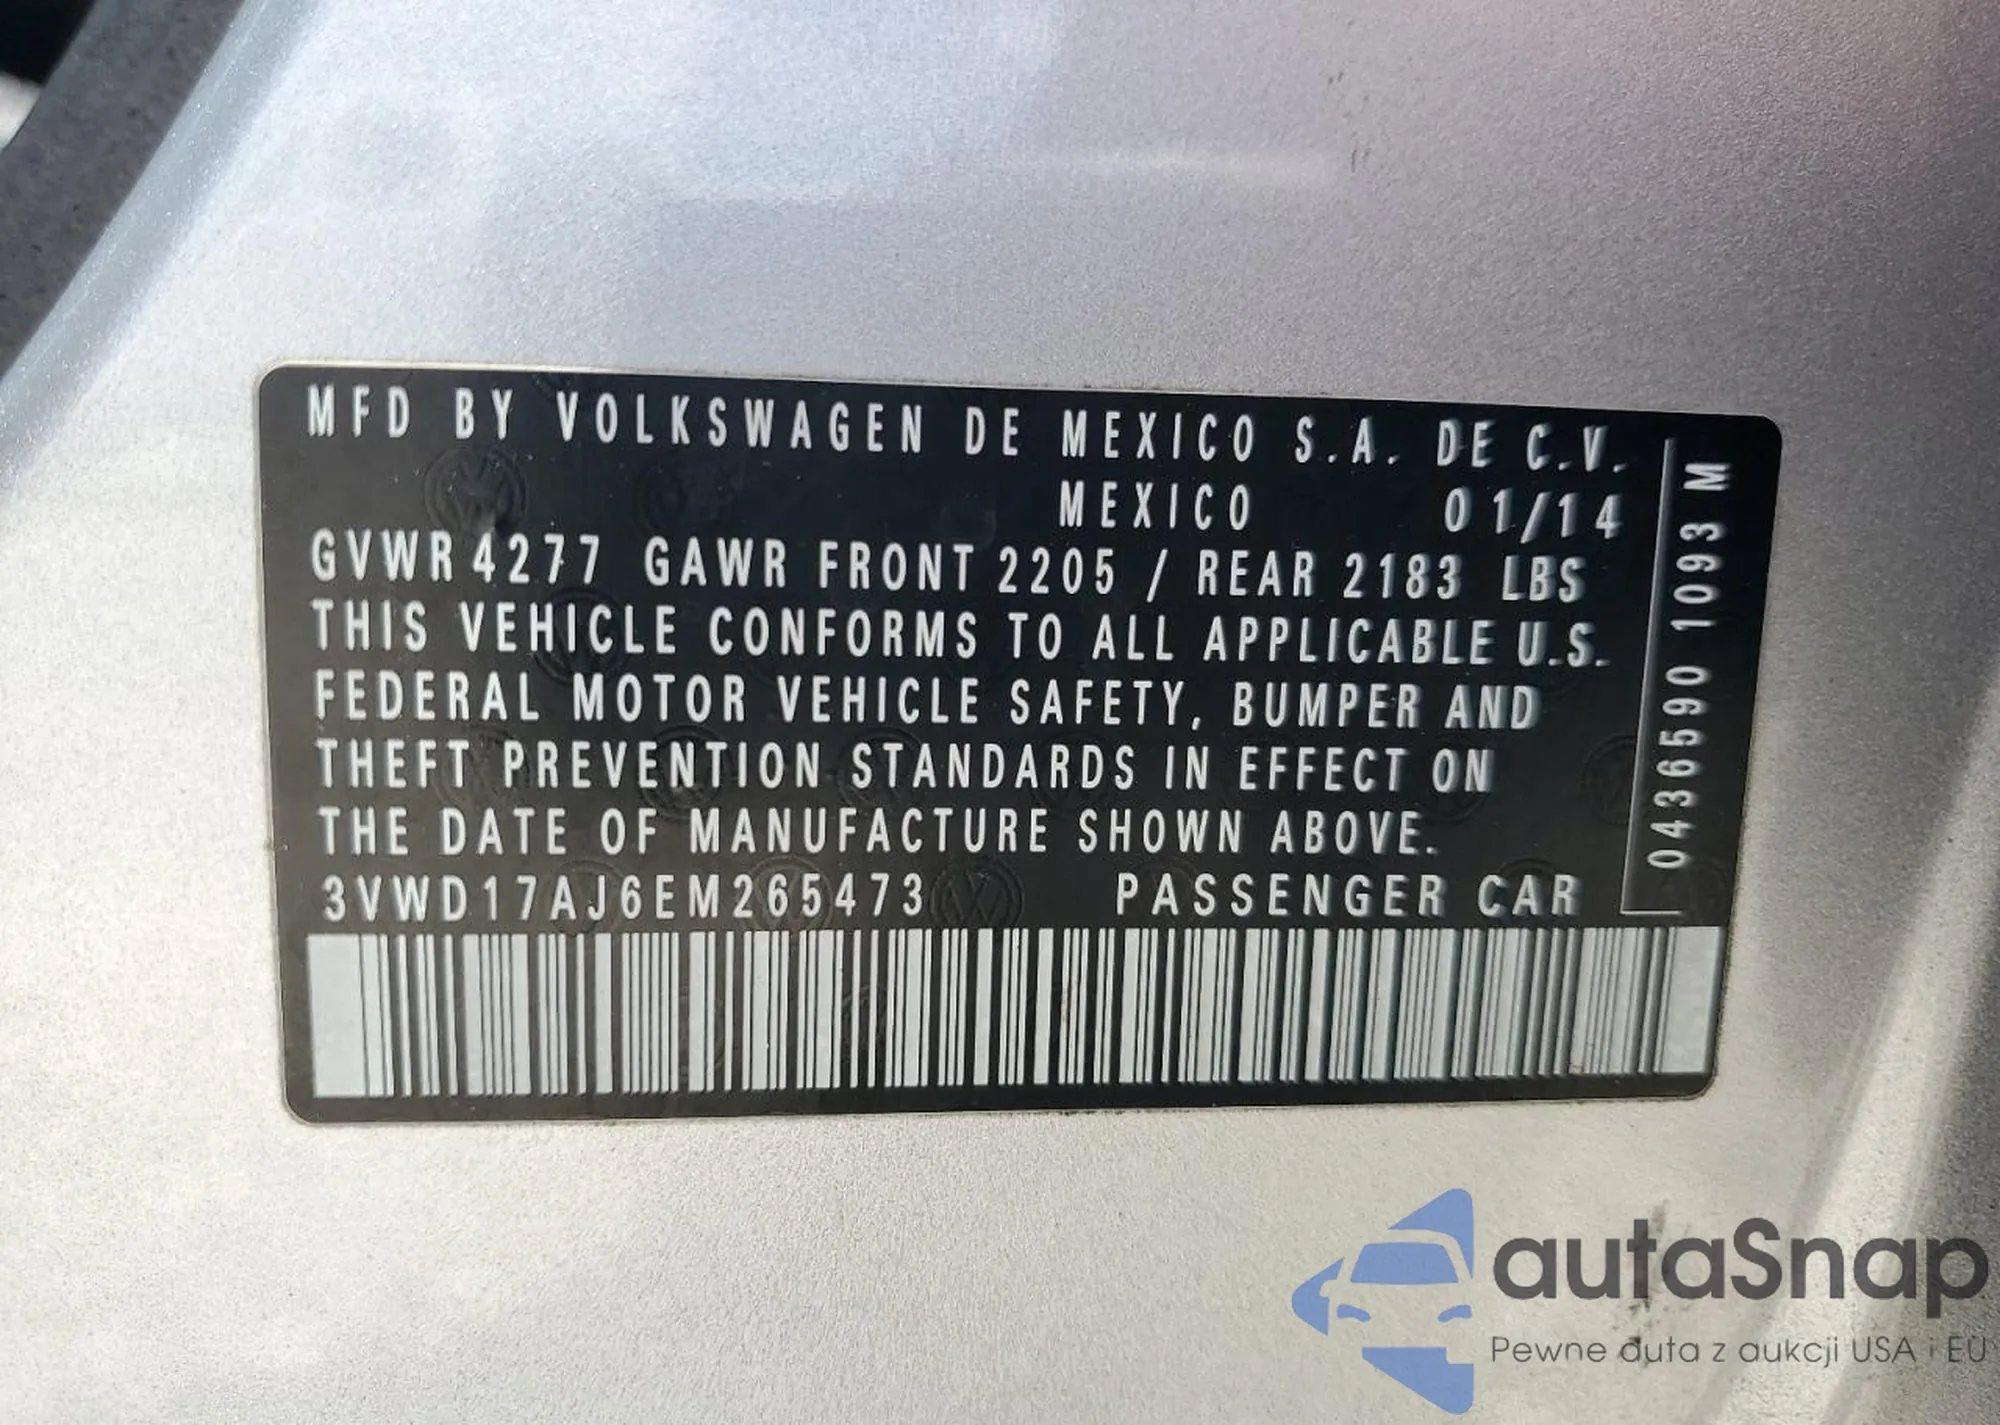 MFD BY VOLKSWAGEN DE MEXICO S.A. DE C.V.
MEXICO 01/14
GVWR 4277 GAWR FRONT 2205 / REAR 2183 LBS
THIS VEHICLE CONFORMS TO ALL APPLICABLE U.S.
FEDERAL MOTOR VEHICLE SAFETY, BUMPER AND
THEFT PREVENTION STANDARDS IN EFFECT ON
THE DATE OF MANUFACTURE SHOWN ABOVE.
3VWD17AJ6EM265473 PASSENGER CAR
0436590 1093 M
autaSnap
Pewne auta z aukcji USA i EU